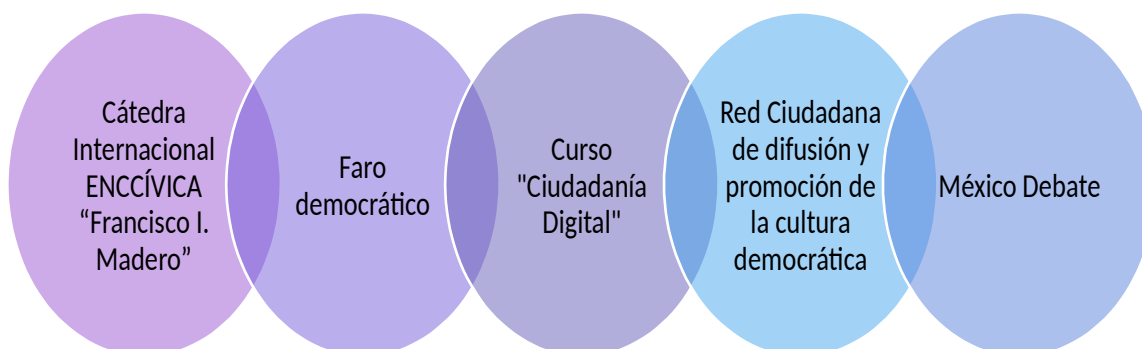 Cátedra
Internacional
ENCCÍVICA
“Francisco I.
Madero”
Faro
democrático
Curso
"Ciudadanía
Digital"
Red Ciudadana
de difusión y
promoción de
la cultura
democrática
México Debate